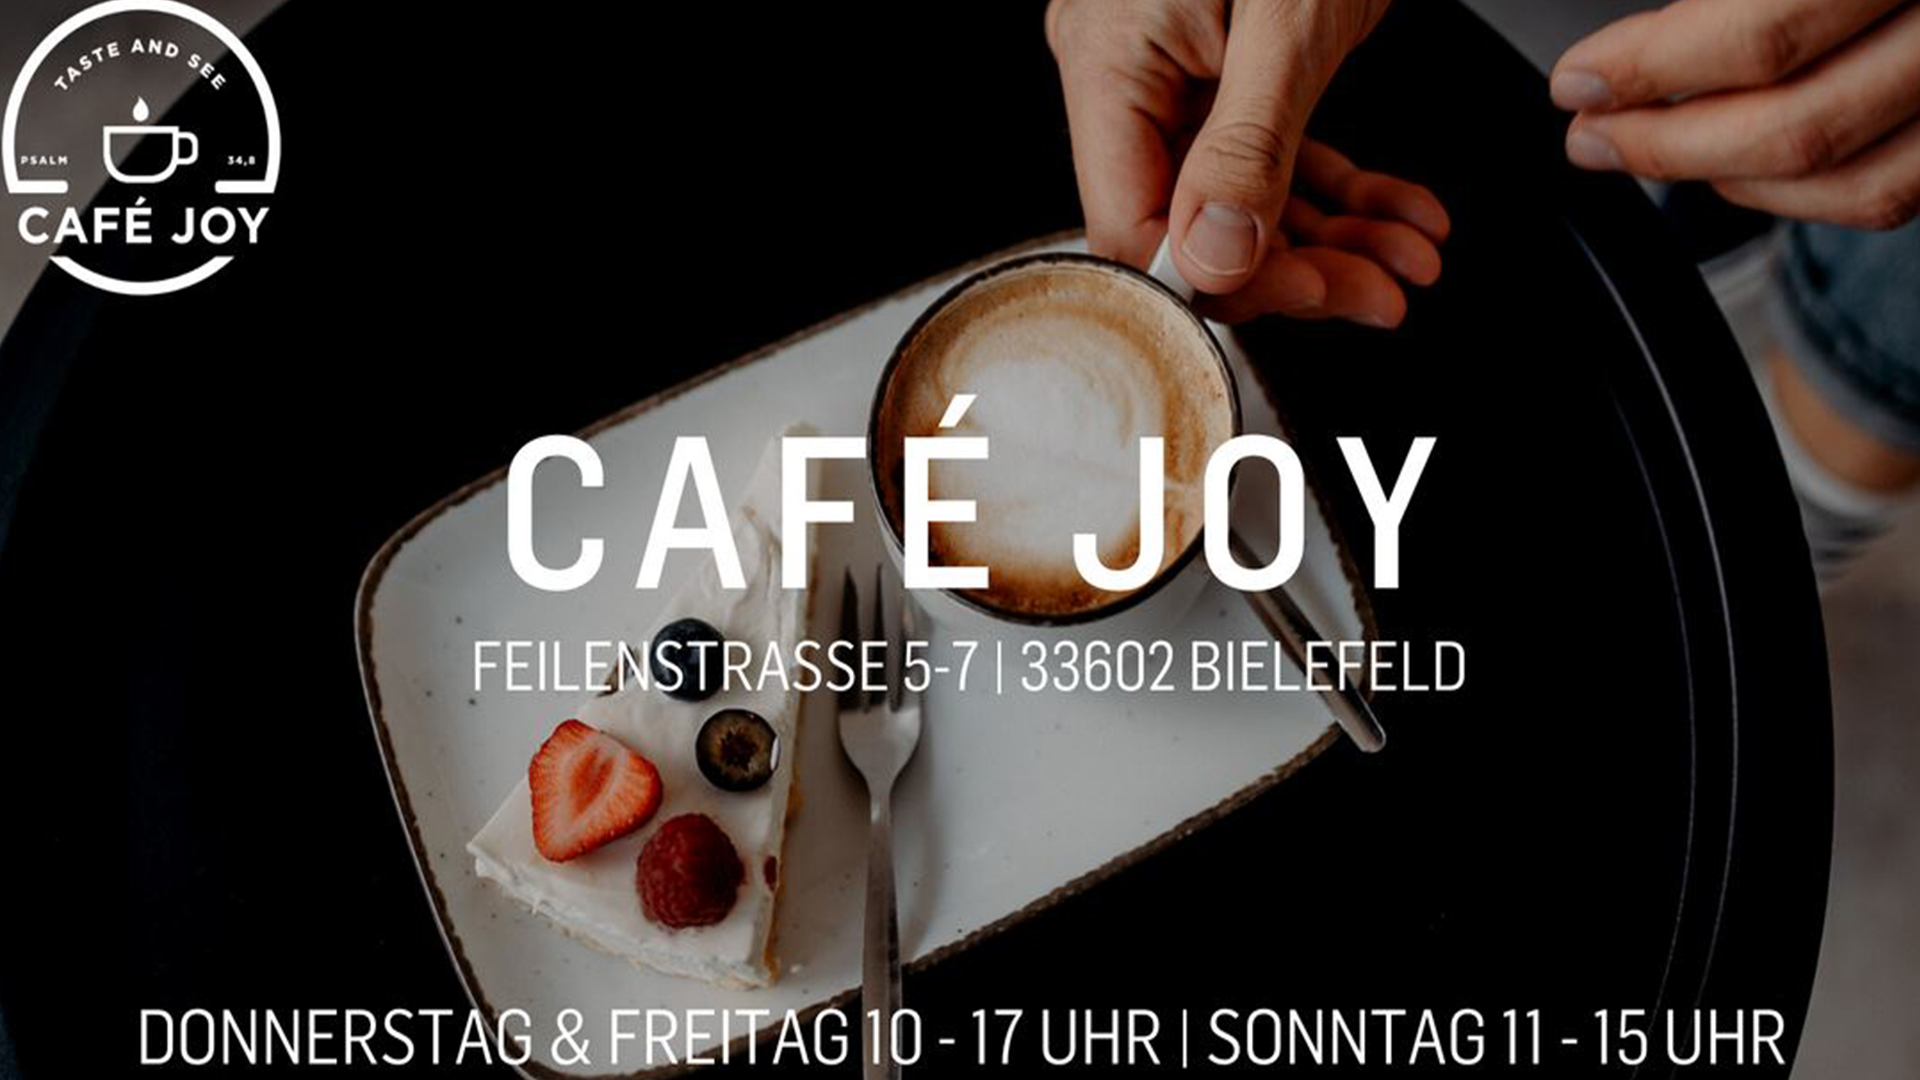 TASTE AND SEE
PSALM 34,8
CAFÉ JOY
CAFÉ JOY
FEILENSTRASSE 5-7 | 33602 BIELEFELD
DONNERSTAG & FREITAG 10 - 17 UHR | SONNTAG 11 - 15 UHR